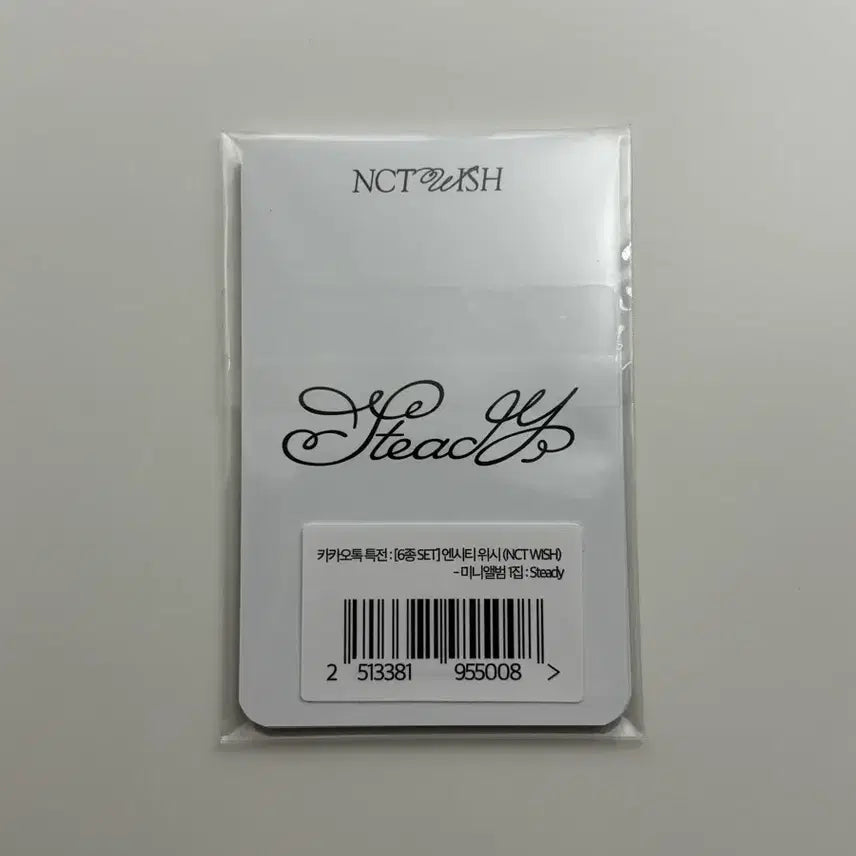 NCT WISH
Steady
카카오톡 특전 : [6종 SET] 엔시티 위시 (NCT WISH)
- 미니앨범 1집 : Steady
2 513381 955008 >